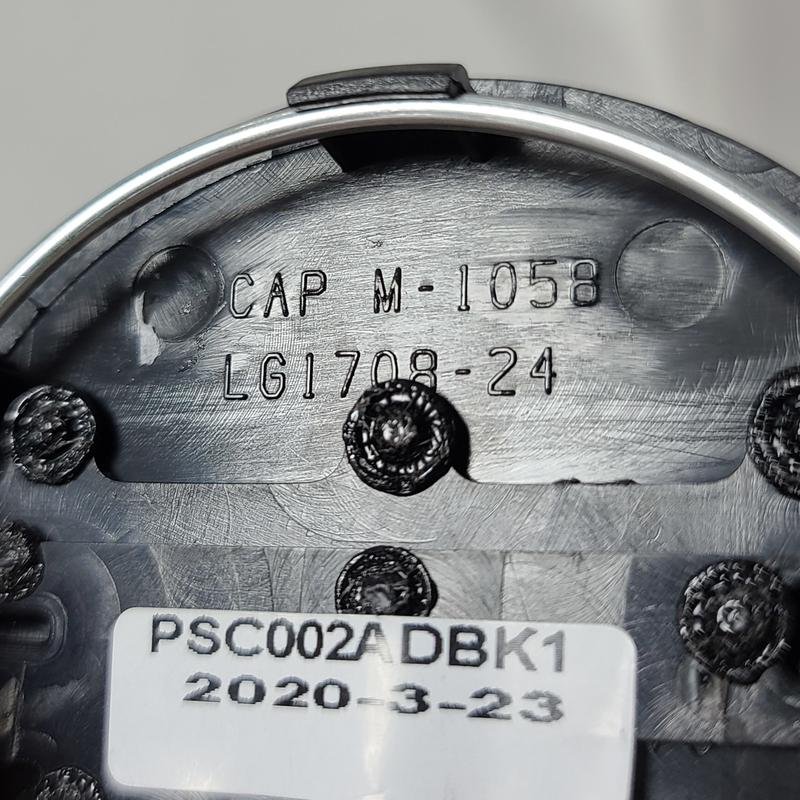 CAP M-1058
LG1708-24
PSC002ADBK1
2020-3-23